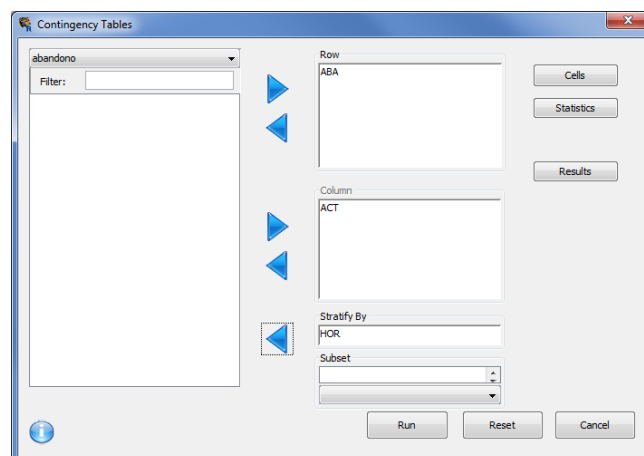 Contingency Tables
abandono
Filter:
Row
ABA
Cells
Statistics
Results
Column
ACT
Stratify By
HOR
Subset
Run
Reset
Cancel